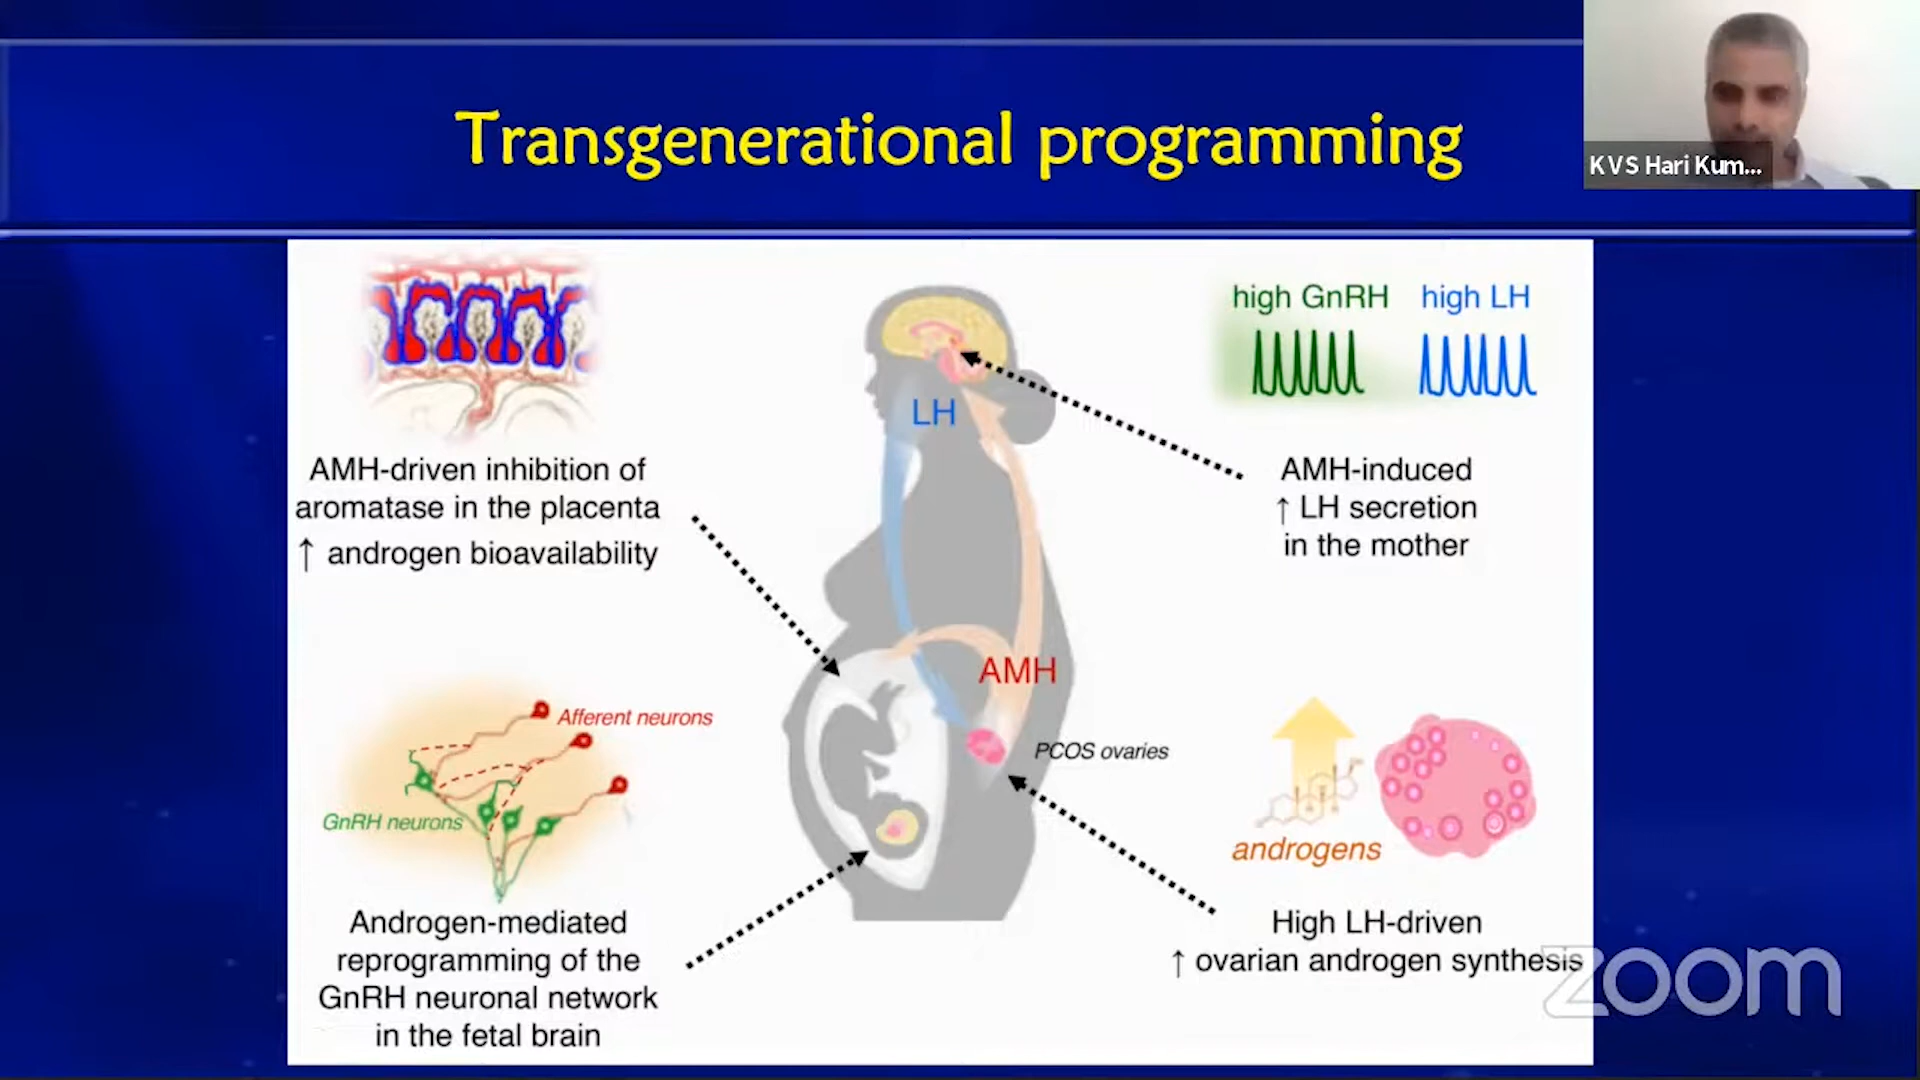 Transgenerational programming
K V S Hari Kum...
high GnRH
high LH
LH
AMH-driven inhibition of
aromatase in the placenta
↑ androgen bioavailability
AMH-induced
↑ LH secretion
in the mother
AMH
Afferent neurons
GnRH neurons
PCOS ovaries
androgens
Androgen-mediated
reprogramming of the
GnRH neuronal network
in the fetal brain
High LH-driven
↑ ovarian androgen synthesis
zoom